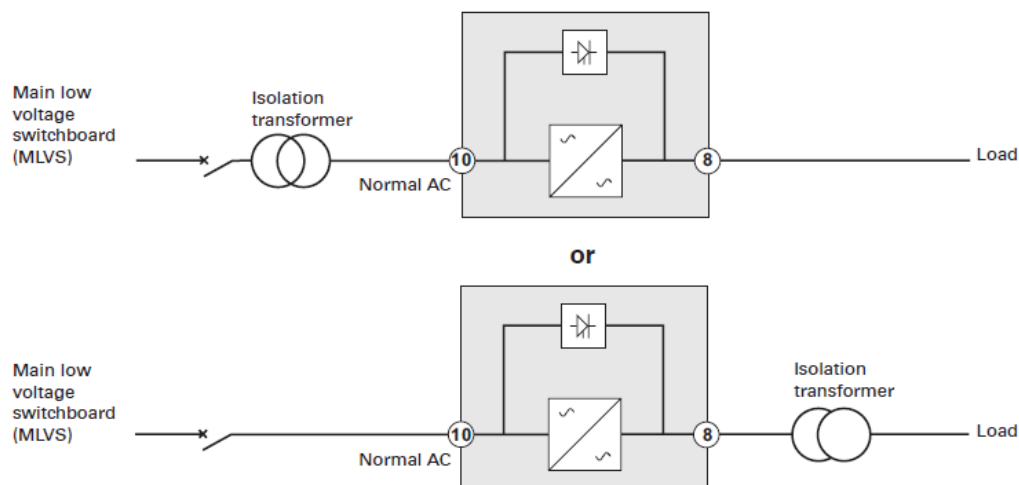 Main low
voltage
switchboard
(MLVS)
Isolation
transformer
10
Normal AC
8
Load
or
Main low
voltage
switchboard
(MLVS)
10
Normal AC
8
Isolation
transformer
Load